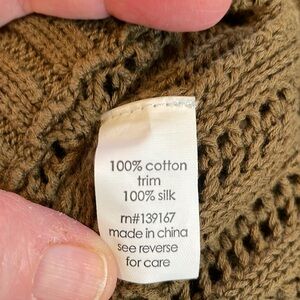 100% cotton
trim
100% silk
rn#139167
made in china
see reverse
for care